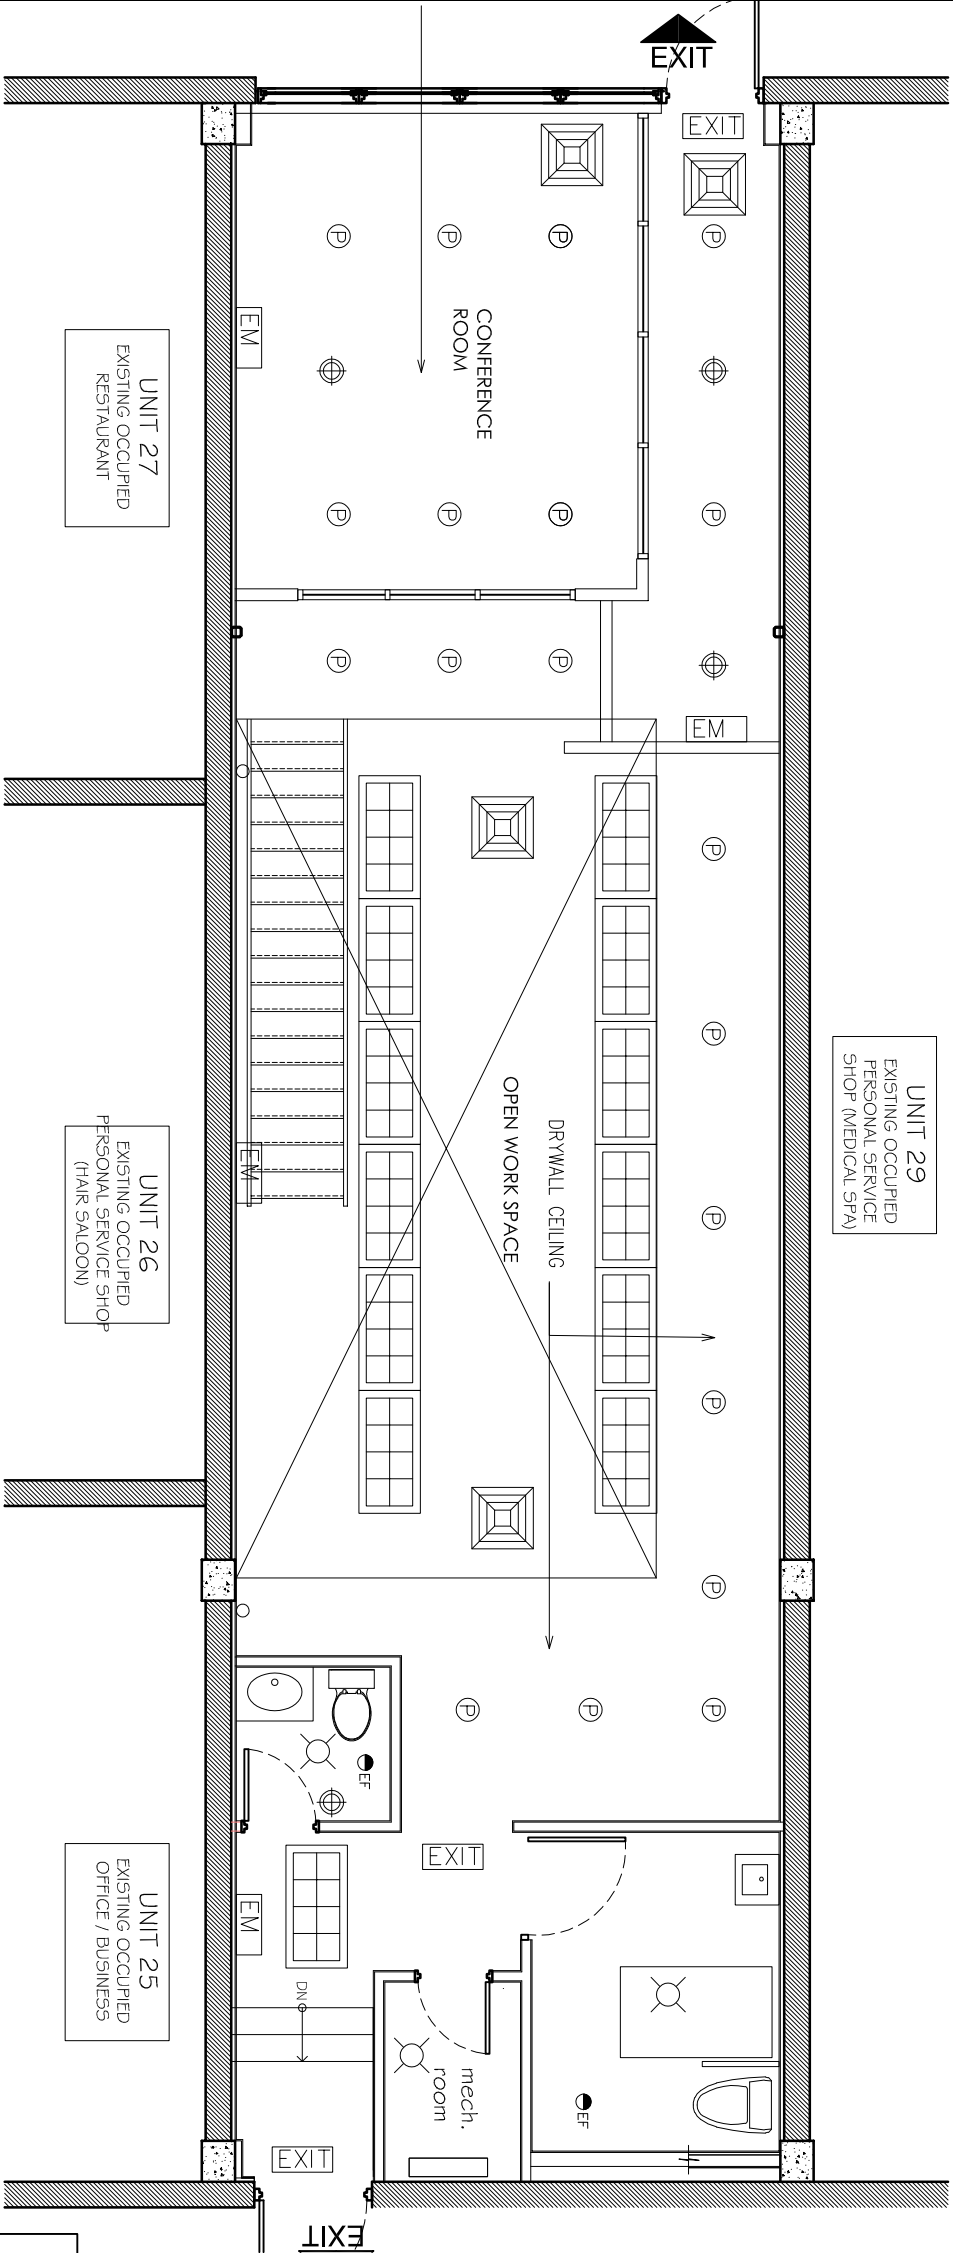 EXIT
EXIT
P
P
P
P
EM
CONFERENCE
ROOM
UNIT 27
EXISTING OCCUPIED
RESTAURANT
P
P
P
P
P
P
P
EM
P
P
UNIT 29
EXISTING OCCUPIED
PERSONAL SERVICE
SHOP (MEDICAL SPA)
DRYWALL CEILING
OPEN WORK SPACE
EM
UNIT 26
EXISTING OCCUPIED
PERSONAL SERVICE SHOP
(HAIR SALOON)
P
P
P
P
P
P
EF
EXIT
EM
UNIT 25
EXISTING OCCUPIED
OFFICE / BUSINESS
DN
mech.
room
EF
EXIT
EXIT